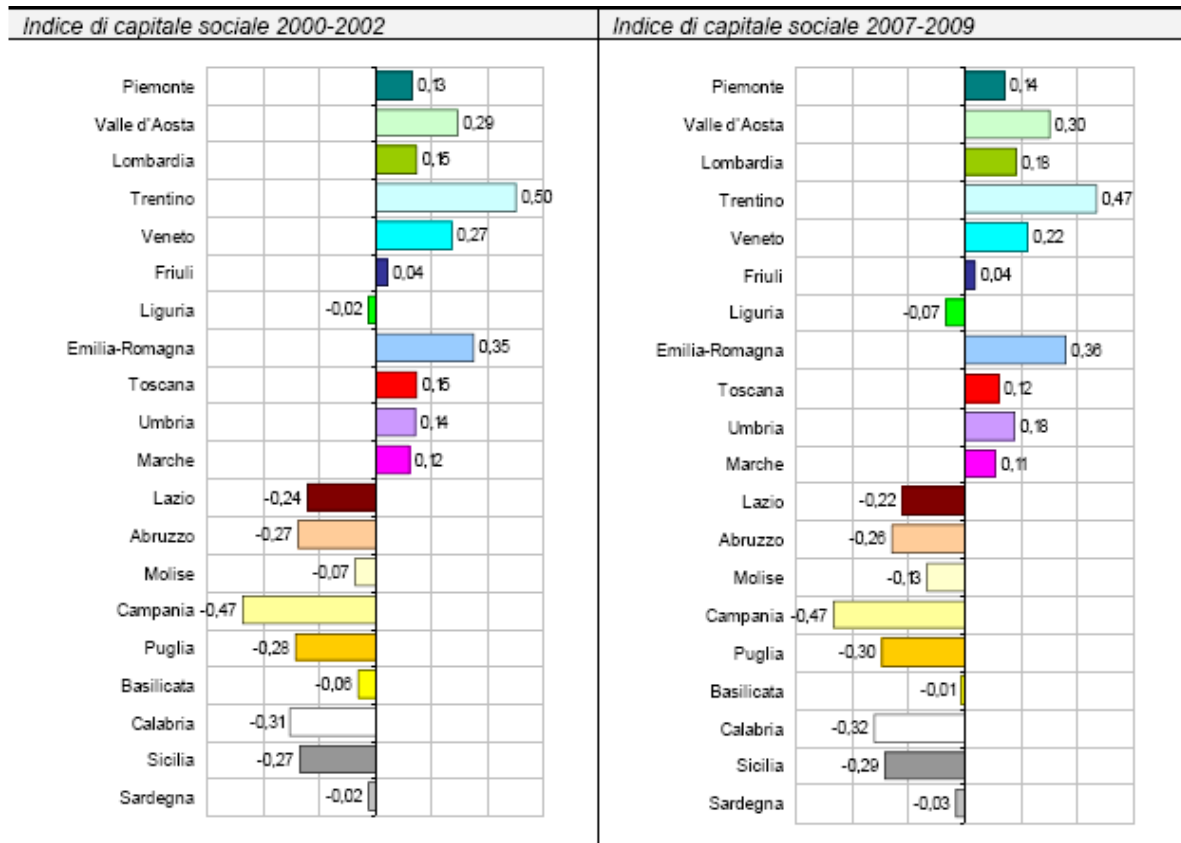 Indice di capitale sociale 2000-2002
Piemonte 0,13
Valle d'Aosta 0,29
Lombardia 0,15
Trentino 0,50
Veneto 0,27
Friuli 0,04
Liguria -0,02
Emilia-Romagna 0,35
Toscana 0,15
Umbria 0,14
Marche 0,12
Lazio -0,24
Abruzzo -0,27
Molise -0,07
Campania -0,47
Puglia -0,28
Basilicata -0,06
Calabria -0,31
Sicilia -0,27
Sardegna -0,02
Indice di capitale sociale 2007-2009
Piemonte 0,14
Valle d'Aosta 0,30
Lombardia 0,18
Trentino 0,47
Veneto 0,22
Friuli 0,04
Liguria -0,07
Emilia-Romagna 0,36
Toscana 0,12
Umbria 0,18
Marche 0,11
Lazio -0,22
Abruzzo -0,26
Molise -0,13
Campania -0,47
Puglia -0,30
Basilicata -0,01
Calabria -0,32
Sicilia -0,29
Sardegna -0,03